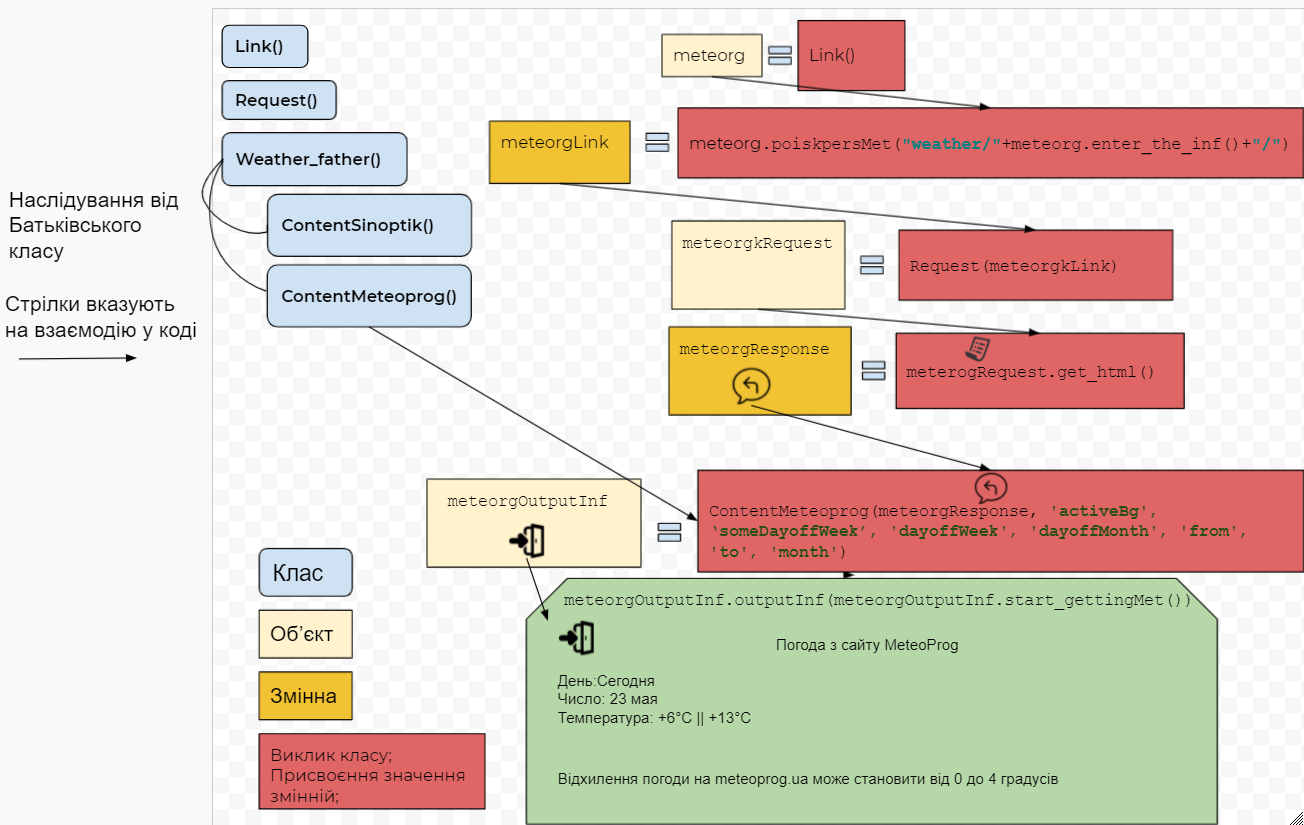 Link()
Request()
Weather_father()
ContentSinoptik()
ContentMeteoprog()
Наслідування від
Батьківського
класу
Стрілки вказують
на взаємодію у коді
meteorg
Link()
meteorgLink
meteorg.poiskpersMet("weather/"+meteorg.enter_the_inf()+"/")
meteorgkRequest
Request(meteorgkLink)
meteorgResponse
meterogRequest.get_html()
meteorgOutputInf
ContentMeteoprog(meteorgResponse, 'activeBg',
'someDayoffWeek’, 'dayoffWeek', 'dayoffMonth', 'from',
'to', 'month')
meteorgOutputInf.outputInf(meteorgOutputInf.start_gettingMet())
Погода з сайту MeteoProg
День:Сегодня
Число: 23 мая
Температура: +6°C || +13°C
Відхилення погоди на meteoprog.ua може становити від 0 до 4 градусів
Клас
Об’єкт
Змінна
Виклик класу;
Присвоєння значення
змінній;